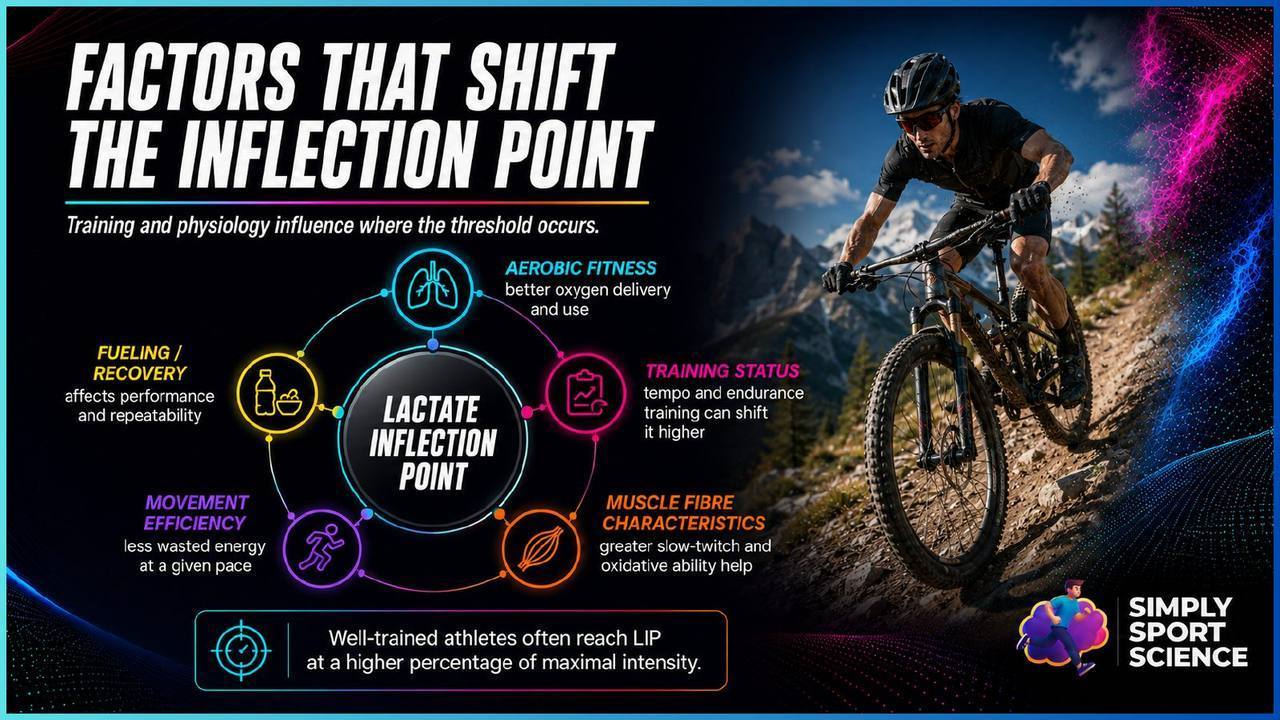 FACTORS THAT SHIFT
THE INFLECTION POINT
Training and physiology influence where the threshold occurs.
AEROBIC FITNESS
better oxygen delivery
and use
FUELING /
RECOVERY
affects performance
and repeatability
TRAINING STATUS
tempo and endurance
training can shift
it higher
LACTATE
INFLECTION
POINT
MOVEMENT
EFFICIENCY
less wasted energy
at a given pace
MUSCLE FIBRE
CHARACTERISTICS
greater slow-twitch and
oxidative ability help
Well-trained athletes often reach LIP
at a higher percentage of maximal intensity.
SIMPLY
SPORT
SCIENCE